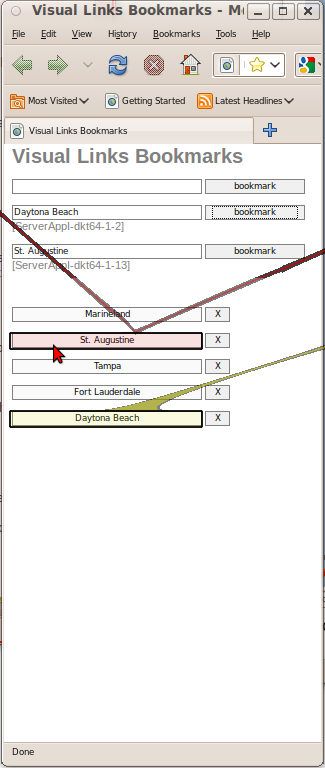 Visual Links Bookmarks - M
File Edit View History Bookmarks Tools Help
Most Visited Getting Started Latest Headlines
Visual Links Bookmarks
Visual Links Bookmarks
bookmark
Daytona Beach bookmark
[ServerAppl-dkt64-1-2]
St. Augustine bookmark
[ServerAppl-dkt64-1-13]
Marineland X
St. Augustine X
Tampa X
Fort Lauderdale X
Daytona Beach X
Done